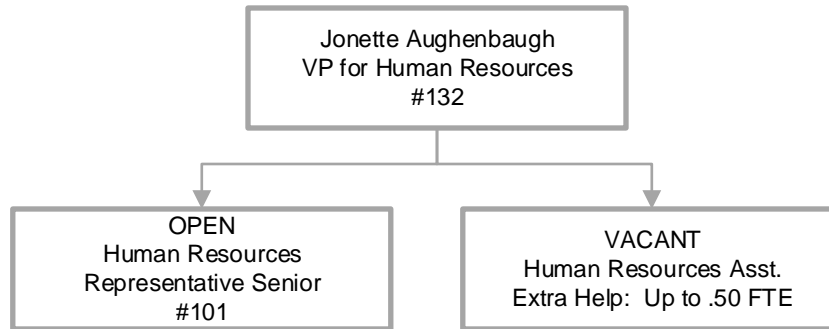 Jonette Aughenbaugh
VP for Human Resources
#132
OPEN
Human Resources
Representative Senior
#101
VACANT
Human Resources Asst.
Extra Help:  Up to .50 FTE